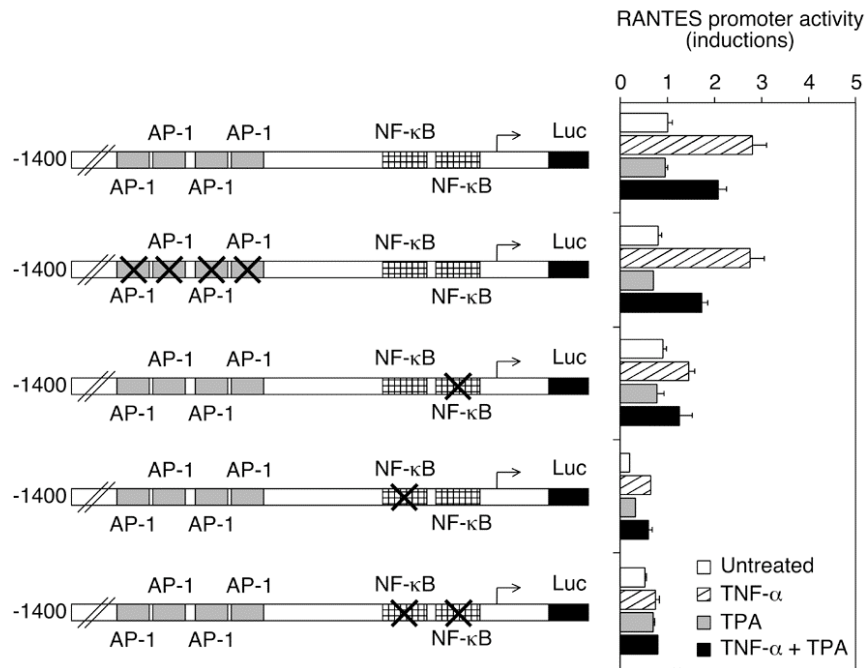 RANTES promoter activity
(inductions)
0 1 2 3 4 5
AP-1 AP-1 NF-κB Luc
-1400
AP-1 AP-1 NF-κB
AP-1 AP-1 NF-κB Luc
-1400
AP-1 AP-1 NF-κB
AP-1 AP-1 NF-κB Luc
-1400
AP-1 AP-1 NF-κB
AP-1 AP-1 NF-κB Luc
-1400
AP-1 AP-1 NF-κB
AP-1 AP-1 NF-κB Luc
-1400
AP-1 AP-1 NF-κB
Untreated
TNF-α
TPA
TNF-α + TPA